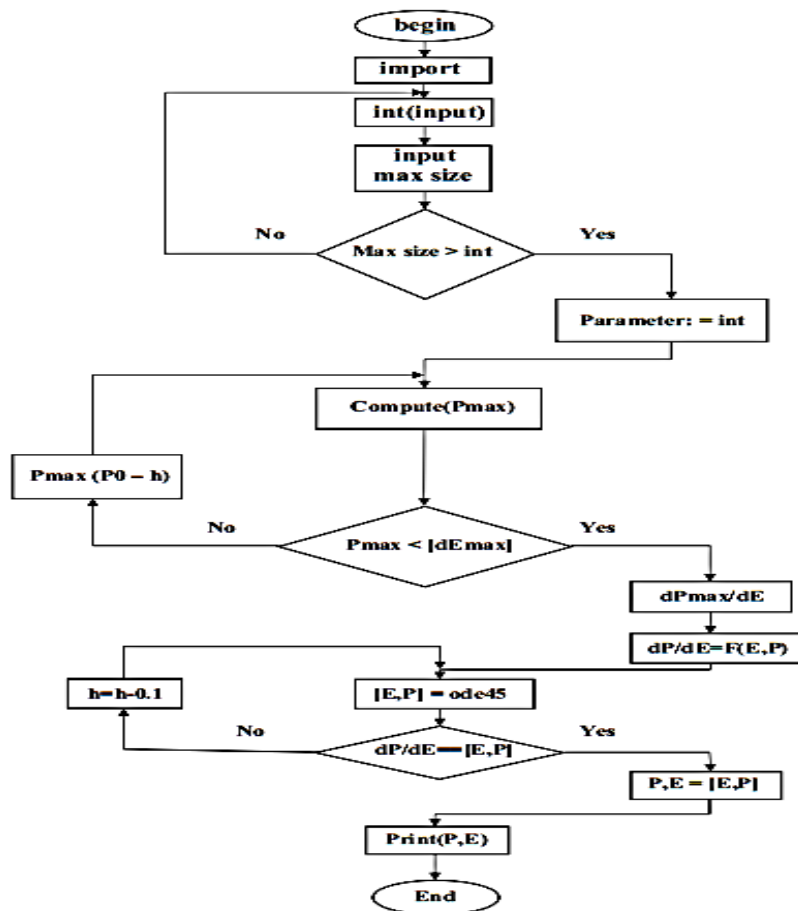 begin
import
int(input)
input
max size
No
Yes
Max size > int
Parameter: = int
Compute(Pmax)
Pmax (P0 – h)
No
Yes
Pmax < |dEmax|
dPmax/dE
dP/dE=F(E,P)
h=h-0.1
[E,P] = ode45
No
Yes
dP/dE==[E,P]
P,E = [E,P]
Print(P,E)
End